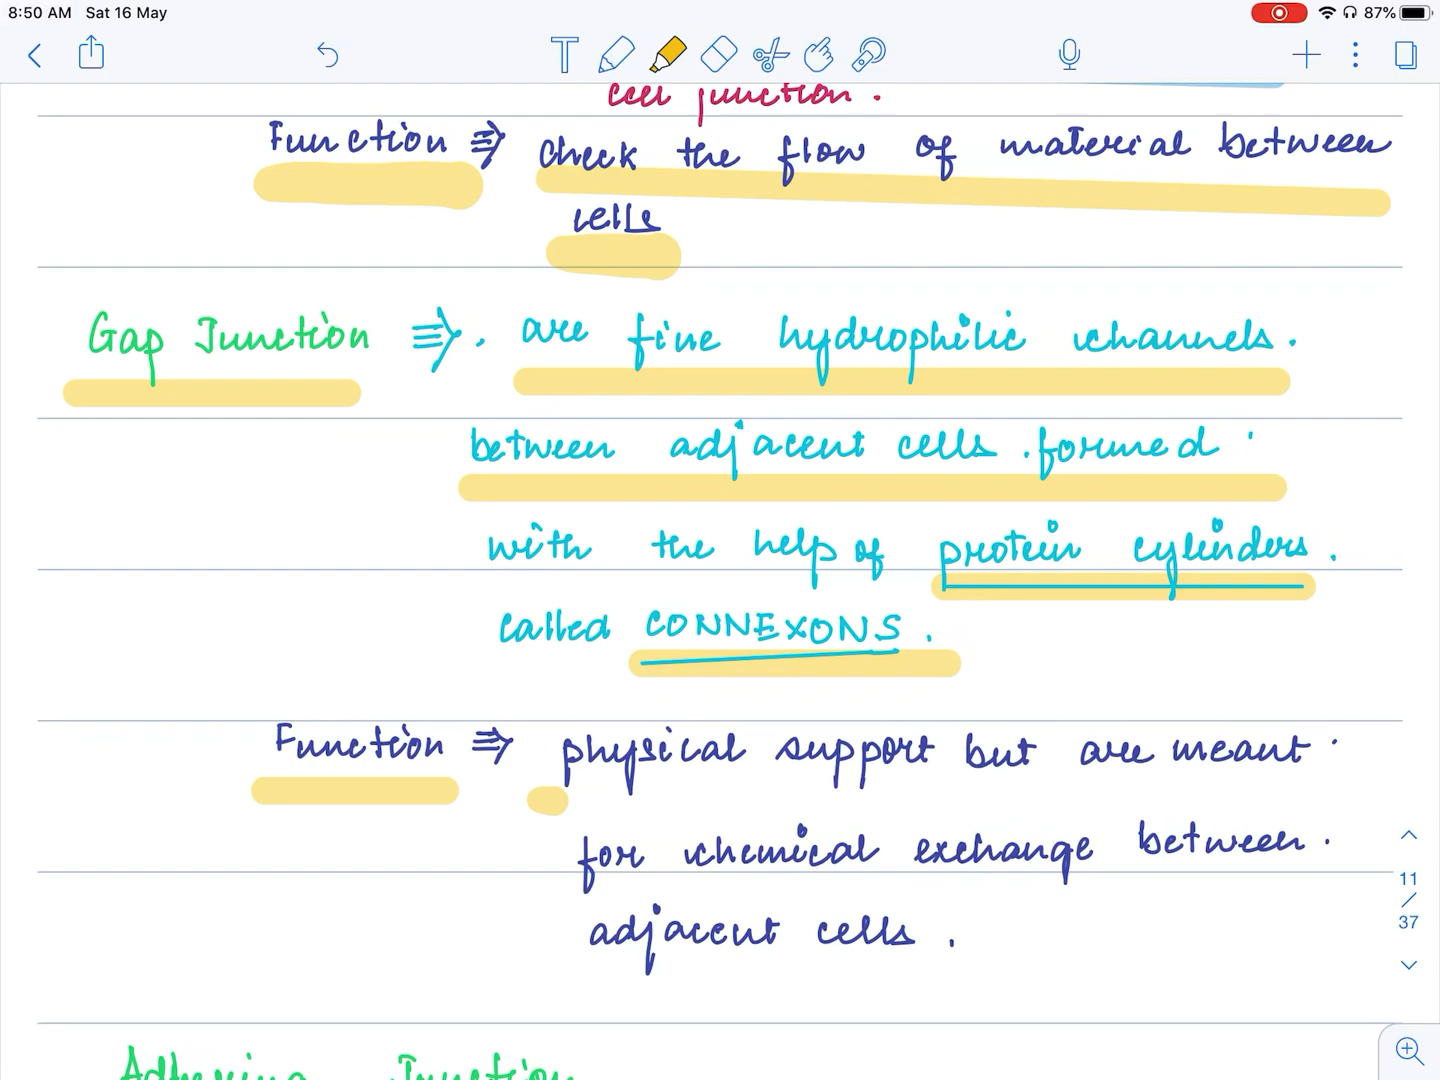 8:50 AM Sat 16 May 87%
cell junction.
Function ⇒ Check the flow of material between
cells
Gap Junction ⇒. are fine hydrophilic channels.
between adjacent cells .formed
with the help of protein cylinders.
called CONNEXONS.
Function ⇒ physical support but are meant
for chemical exchange between.
adjacent cells.
11
/
37
Adhering Junction